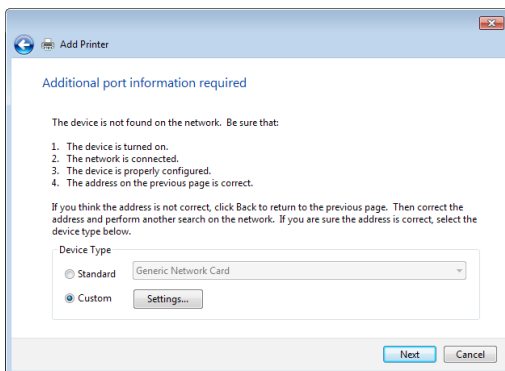 Add Printer
Additional port information required
The device is not found on the network. Be sure that:
1. The device is turned on.
2. The network is connected.
3. The device is properly configured.
4. The address on the previous page is correct.
If you think the address is not correct, click Back to return to the previous page. Then correct the
address and perform another search on the network. If you are sure the address is correct, select the
device type below.
Device Type
Standard
Generic Network Card
Custom
Settings...
Next
Cancel